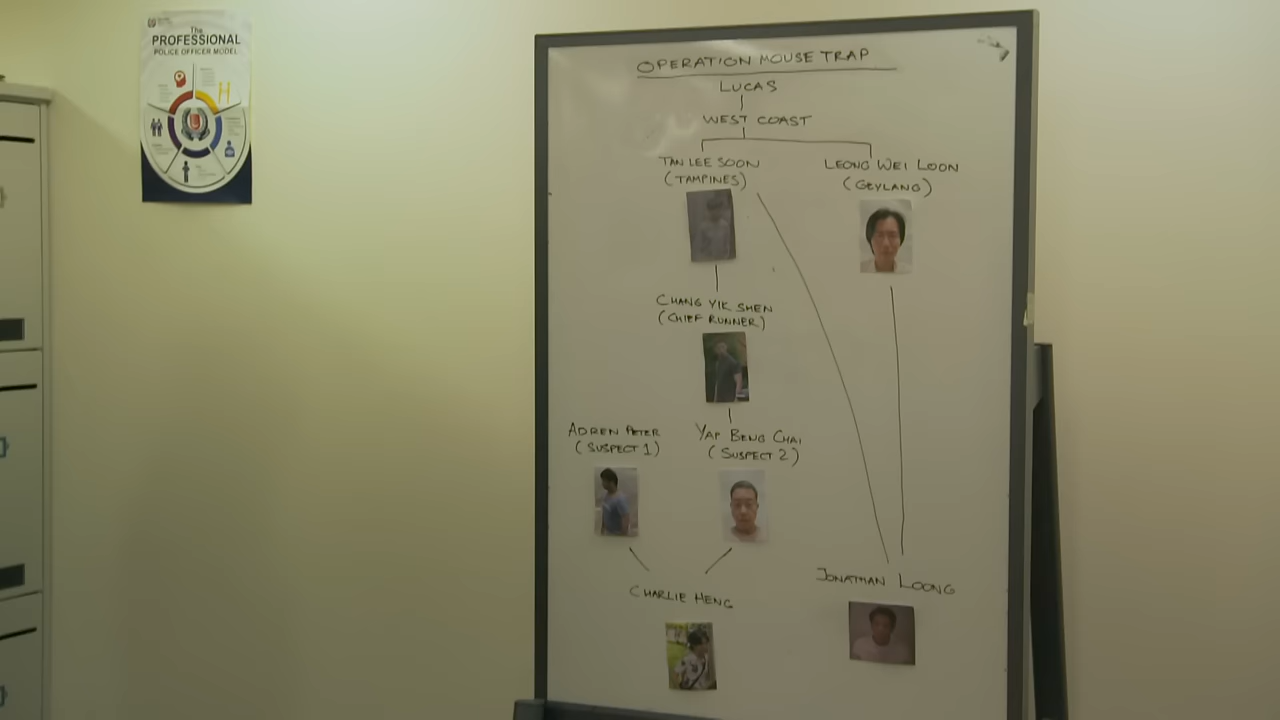 The
PROFESSIONAL
POLICE OFFICER MODEL
OPERATION MOUSE TRAP
LUCAS
WEST COAST
TAN LEE SOON
(TAMPINES)
LEONG WEI LOON
(GEYLANG)
CHANG YIK SHEN
(CHIEF RUNNER)
ADREN PETER
(SUSPECT 1)
YAP BENG CHAI
(SUSPECT 2)
JONATHAN LOONG
CHARLIE HENG